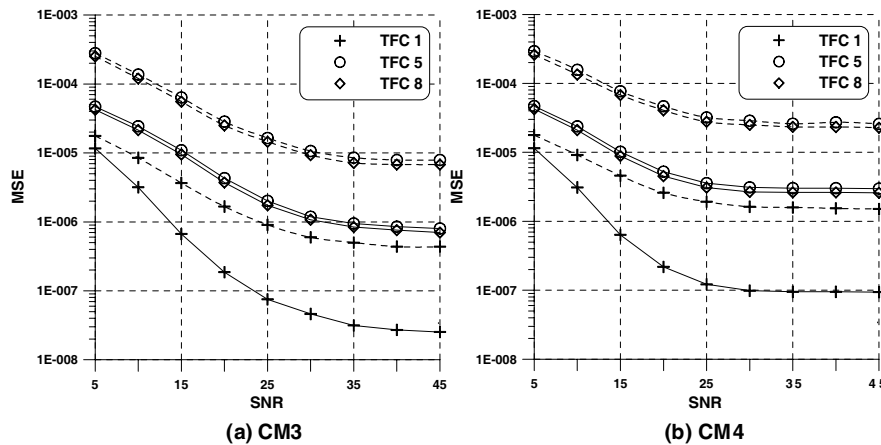 1E-003
1E-004
1E-005
1E-006
1E-007
1E-008
MSE
5 15 25 35 45
SNR
TFC 1
TFC 5
TFC 8
(a) CM3
1E-003
1E-004
1E-005
1E-006
1E-007
1E-008
MSE
5 15 25 35 45
SNR
TFC 1
TFC 5
TFC 8
(b) CM4